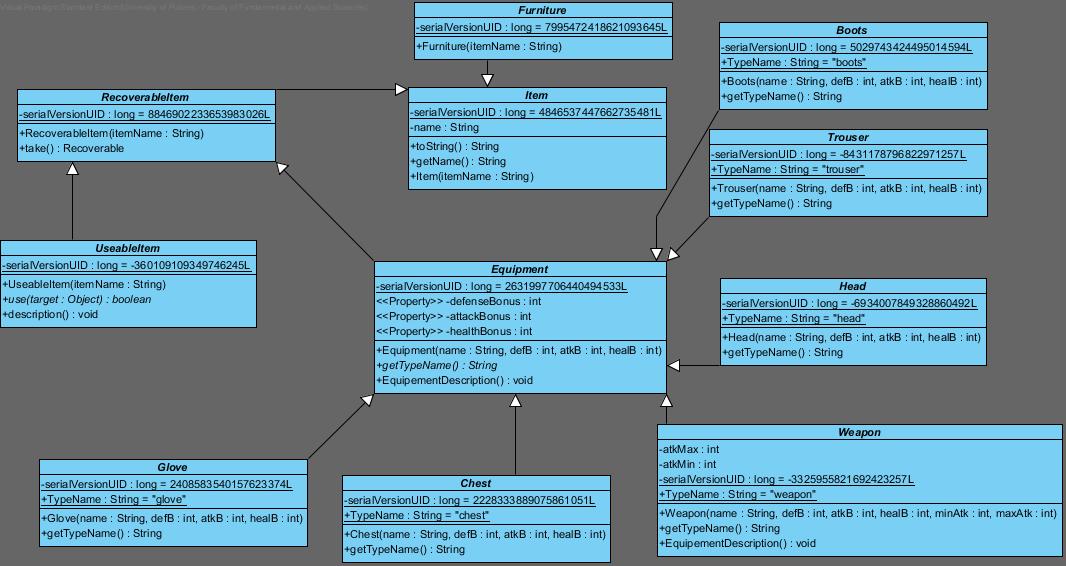 Visual Paradigm Standard Edition(University of Poitiers - Faculty of Fundamental and Applied Sciences)
Furniture
-serialVersionUID : long = 7995472418621093645L
+Furniture(itemName : String)
Boots
-serialVersionUID : long = 5029743424495014594L
+TypeName : String = "boots"
+Boots(name : String, defB : int, atkB : int, healB : int)
+getTypeName() : String
RecoverableItem
-serialVersionUID : long = 8846902233653983026L
+RecoverableItem(itemName : String)
+take() : Recoverable
Item
-serialVersionUID : long = 4846537447662735481L
-name : String
+toString() : String
+getName() : String
+Item(itemName : String)
Trouser
-serialVersionUID : long = -8431178796822971257L
+TypeName : String = "trouser"
+Trouser(name : String, defB : int, atkB : int, healB : int)
+getTypeName() : String
UseableItem
-serialVersionUID : long = -360109109349746245L
+UseableItem(itemName : String)
+use(target : Object) : boolean
+description() : void
Equipment
-serialVersionUID : long = 2631997706440494533L
<<Property>> -defenseBonus : int
<<Property>> -attackBonus : int
<<Property>> -healthBonus : int
+Equipment(name : String, defB : int, atkB : int, healB : int)
+getTypeName() : String
+EquipementDescription() : void
Head
-serialVersionUID : long = -6934007849328860492L
+TypeName : String = "head"
+Head(name : String, defB : int, atkB : int, healB : int)
+getTypeName() : String
Glove
-serialVersionUID : long = 2408583540157623374L
+TypeName : String = "glove"
+Glove(name : String, defB : int, atkB : int, healB : int)
+getTypeName() : String
Chest
-serialVersionUID : long = 2228333889075861051L
+TypeName : String = "chest"
+Chest(name : String, defB : int, atkB : int, healB : int)
+getTypeName() : String
Weapon
-atkMax : int
-atkMin : int
-serialVersionUID : long = -3325955821692423257L
+TypeName : String = "weapon"
+Weapon(name : String, defB : int, atkB : int, healB : int, minAtk : int, maxAtk : int)
+getTypeName() : String
+EquipementDescription() : void